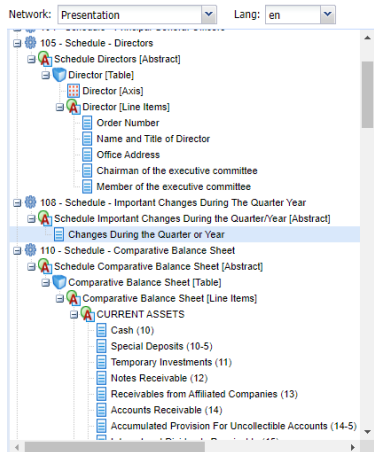 Network: Presentation Lang: en
105 - Schedule - Directors
Schedule Directors [Abstract]
Director [Table]
Director [Axis]
Director [Line Items]
Order Number
Name and Title of Director
Office Address
Chairman of the executive committee
Member of the executive committee
108 - Schedule - Important Changes During The Quarter Year
Schedule Important Changes During the Quarter/Year [Abstract]
Changes During the Quarter or Year
110 - Schedule - Comparative Balance Sheet
Schedule Comparative Balance Sheet [Abstract]
Comparative Balance Sheet [Table]
Comparative Balance Sheet [Line Items]
CURRENT ASSETS
Cash (10)
Special Deposits (10-5)
Temporary Investments (11)
Notes Receivable (12)
Receivables from Affiliated Companies (13)
Accounts Receivable (14)
Accumulated Provision For Uncollectible Accounts (14-5)